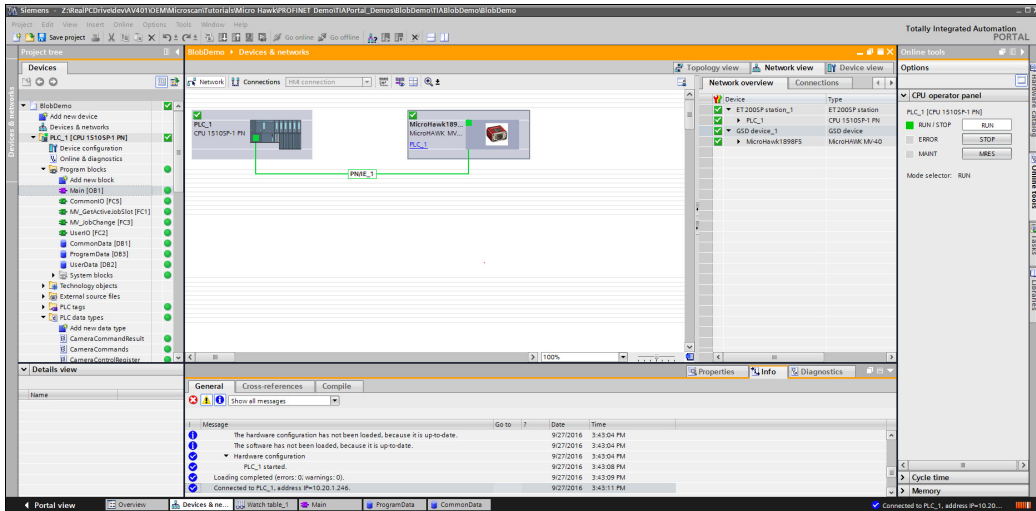 Siemens - Z:\RealPCDrive\dev\AV401\OEM\Microscan\Tutorials\Micro Hawk\PROFINET Demo\TIAPortal_Demos\BlobDemo\TIABlobDemo\BlobDemo
Project Edit View Insert Online Options Tools Window Help
Totally Integrated Automation
PORTAL
Save project Go online Go offline
Project tree
BlobDemo Devices & networks
Online tools
Devices
Topology view Network view Device view
Options
Network Connections HMI connection
Network overview Connections
BlobDemo
Add new device
Devices & networks
PLC_1 [CPU 1510SP-1 PN]
Device configuration
Online & diagnostics
Program blocks
Add new block
Main [OB1]
CommonIO [FC5]
MV_GetActiveJobSlot [FC1]
MV_JobChange [FC3]
UserIO [FC2]
CommonData [DB1]
ProgramData [DB3]
UserData [DB2]
System blocks
Technology objects
External source files
PLC tags
PLC data types
Add new data type
CameraCommandResult
CameraCommands
CameraControlRegister
PLC_1
CPU 1510SP-1 PN
MicroHawk189...
MicroHAWK MV...
PLC_1
PN/IE_1
100%
Device Type
ET200SP station_1 ET200SP station
PLC_1 CPU 1510SP-1 PN
GSD device_1 GSD device
MicroHawk1898F5 MicroHAWK MV-40
CPU operator panel
PLC_1 [CPU 1510SP-1 PN]
RUN / STOP RUN
ERROR STOP
MAINT MRES
Mode selector: RUN
Devices & networks
Hardware catalog
Online tools
Tasks
Libraries
Details view
Name
Properties Info Diagnostics
General Cross-references Compile
Show all messages
! Message Go to ? Date Time
The hardware configuration has not been loaded, because it is up-to-date. 9/27/2016 3:43:04 PM
The software has not been loaded, because it is up-to-date. 9/27/2016 3:43:04 PM
Hardware configuration 9/27/2016 3:43:04 PM
PLC_1 started. 9/27/2016 3:43:08 PM
Loading completed (errors: 0; warnings: 0). 9/27/2016 3:43:09 PM
Connected to PLC_1, address IP=10.20.1.246. 9/27/2016 3:43:11 PM
Cycle time
Memory
Portal view Overview Devices & ne... Watch table_1 Main ProgramData CommonData Connected to PLC_1, address IP=10.20....